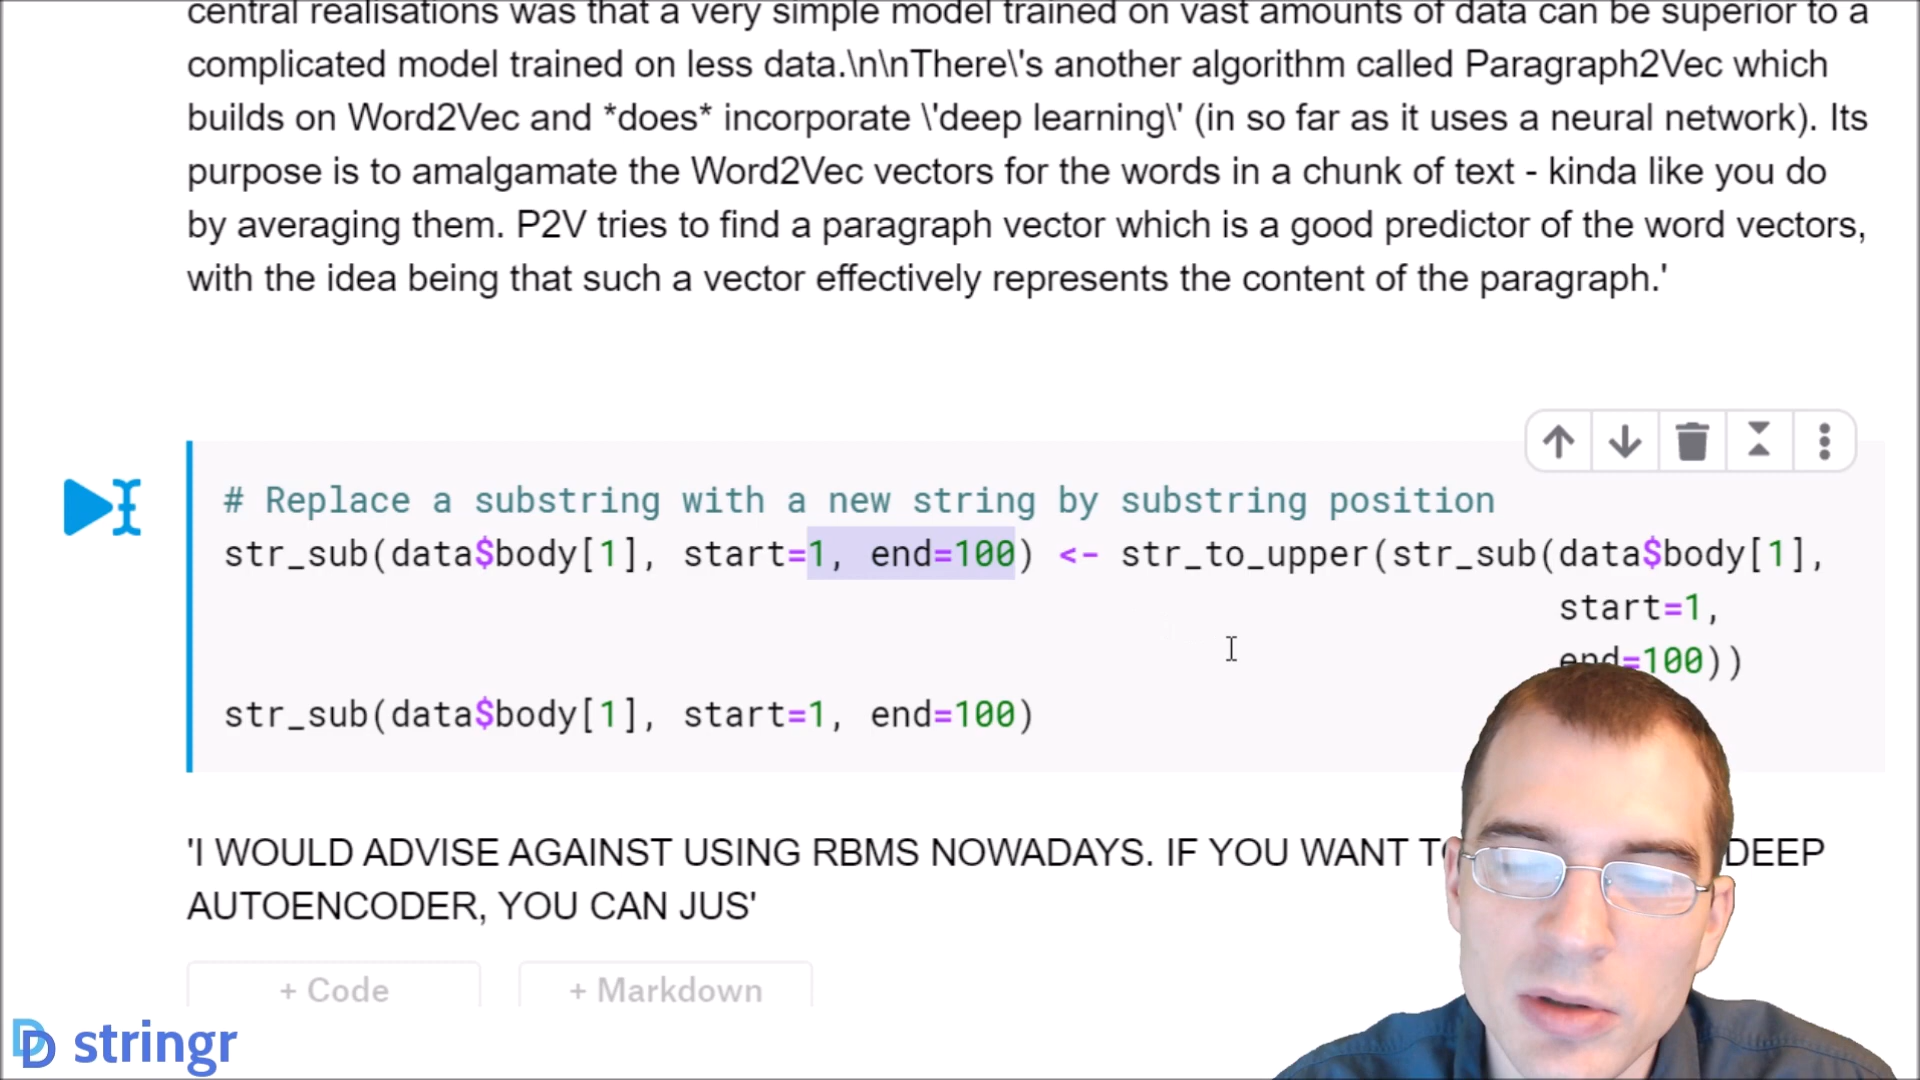 central realisations was that a very simple model trained on vast amounts of data can be superior to a
complicated model trained on less data.\n\nThere\'s another algorithm called Paragraph2Vec which
builds on Word2Vec and *does* incorporate \'deep learning\' (in so far as it uses a neural network). Its
purpose is to amalgamate the Word2Vec vectors for the words in a chunk of text - kinda like you do
by averaging them. P2V tries to find a paragraph vector which is a good predictor of the word vectors,
with the idea being that such a vector effectively represents the content of the paragraph.'
# Replace a substring with a new string by substring position
str_sub(data$body[1], start=1, end=100) <- str_to_upper(str_sub(data$body[1],
start=1,
end=100))
str_sub(data$body[1], start=1, end=100)
'I WOULD ADVISE AGAINST USING RBMS NOWADAYS. IF YOU WANT DEEP
AUTOENCODER, YOU CAN JUS'
+ Code + Markdown
stringr